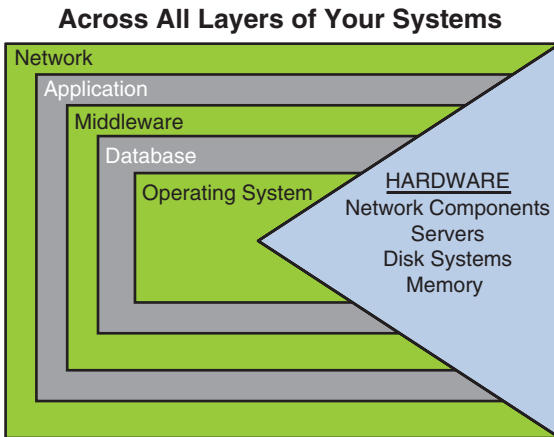 Across All Layers of Your Systems
Network
Application
Middleware
Database
Operating System
HARDWARE
Network Components
Servers
Disk Systems
Memory